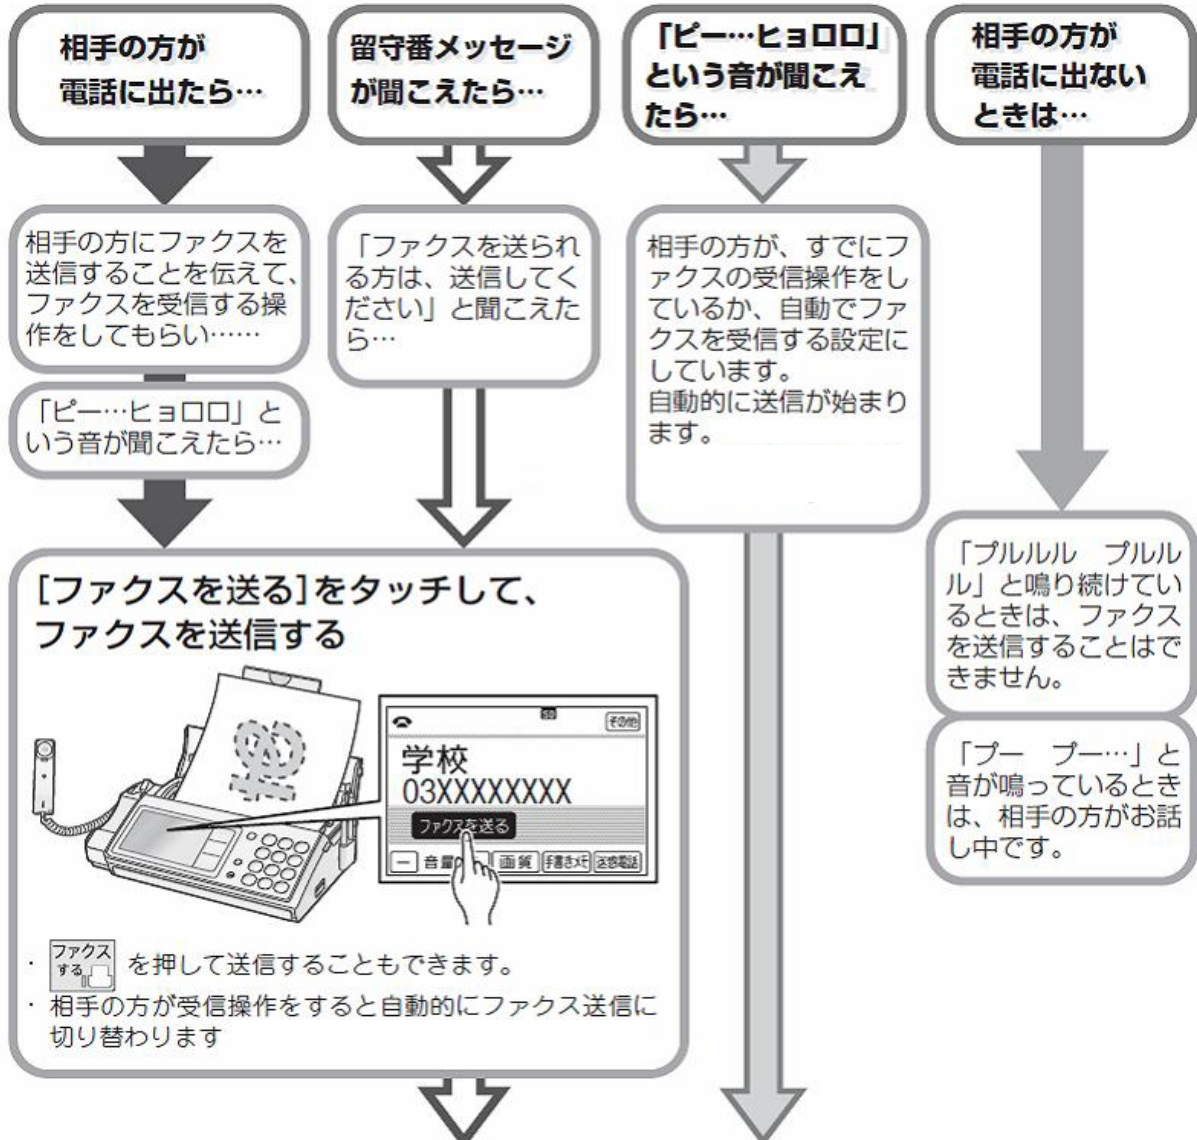 相手の方が
電話に出たら…
留守番メッセージ
が聞こえたら…
「ピー…ヒョロロ」
という音が聞こえ
たら…
相手の方が
電話に出ない
ときは…
相手の方にファクスを
送信することを伝えて、
ファクスを受信する操
作をしてもらい……
「ピー…ヒョロロ」と
いう音が聞こえたら…
「ファクスを送られ
る方は、送信してく
ださい」と聞こえた
ら…
相手の方が、すでにフ
ァクスの受信操作をし
ているか、自動でファ
クスを受信する設定に
しています。
自動的に送信が始まり
ます。
「プルルル　プルル
ル」と鳴り続けてい
るときは、ファクス
を送信することはで
きません。
「プー　プー…」と
音が鳴っているとき
は、相手の方がお話
し中です。
[ファクスを送る]をタッチして、
ファクスを送信する
SD
その他
学校
03XXXXXXXX
ファクスを送る
－ 音量 画質 手書きメモ 迷惑電話
・ ファクス
する を押して送信することもできます。
・ 相手の方が受信操作をすると自動的にファクス送信に
切り替わります